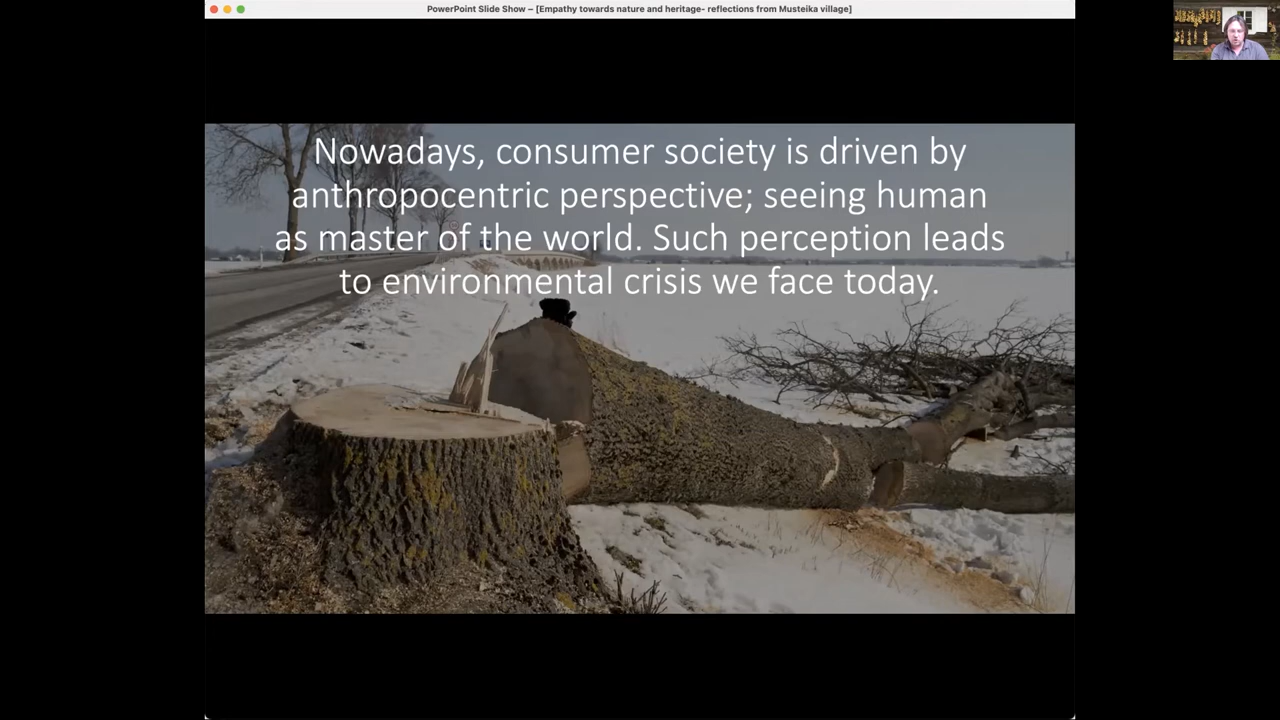 PowerPoint Slide Show – [Empathy towards nature and heritage- reflections from Musteika village]
Nowadays, consumer society is driven by
anthropocentric perspective; seeing human
as master of the world. Such perception leads
to environmental crisis we face today.